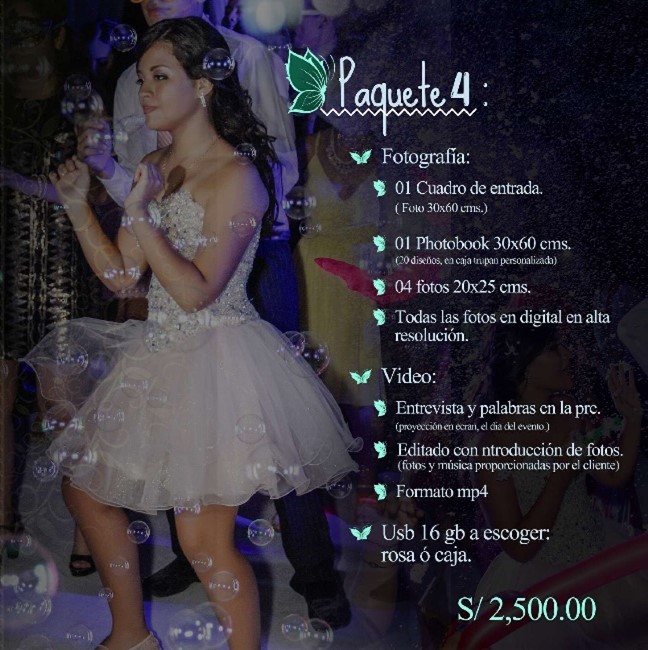 Paquete 4 :
Fotografía:
01 Cuadro de entrada.
( Foto 30x60 cms.)
01 Photobook 30x60 cms.
(20 diseños, en caja trupan personalizada)
04 fotos 20x25 cms.
Todas las fotos en digital en alta
resolución.
Video:
Entrevista y palabras en la pre.
(proyección en ecran, el dia del evento.)
Editado con ntroducción de fotos.
(fotos y música proporcionadas por el cliente)
Formato mp4
Usb 16 gb a escoger:
rosa ó caja.
S/ 2,500.00